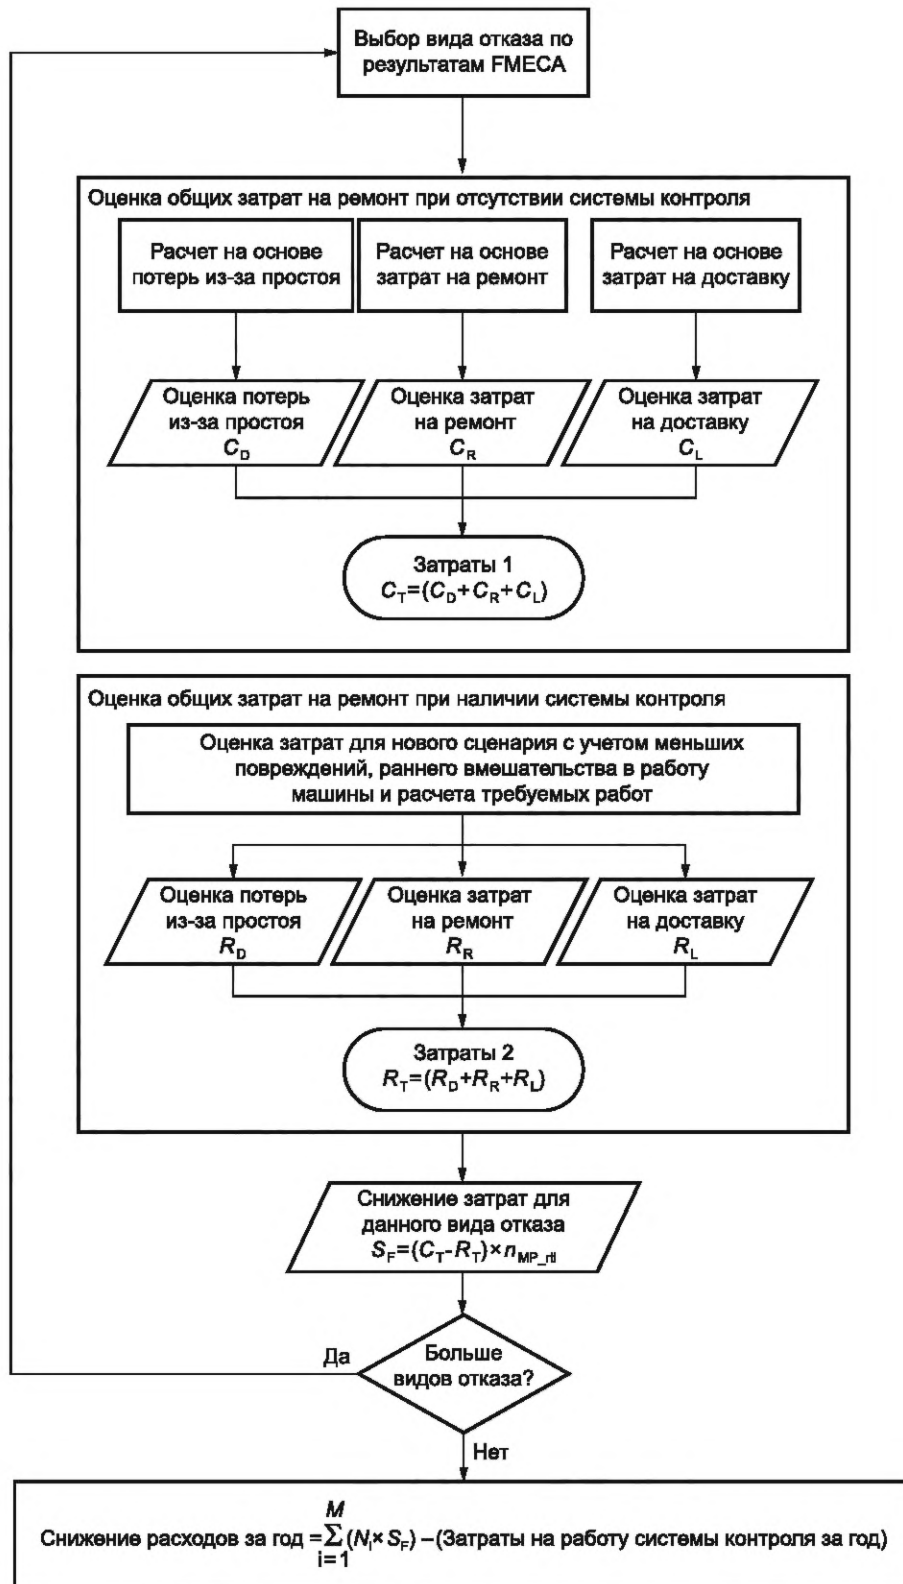 Выбор вида отказа по
результатам FMECA
Оценка общих затрат на ремонт при отсутствии системы контроля
Расчет на основе
потерь из-за простоя
Расчет на основе
затрат на ремонт
Расчет на основе
затрат на доставку
Оценка потерь
из-за простоя
C_D
Оценка затрат
на ремонт
C_R
Оценка затрат
на доставку
C_L
Затраты 1
C_T=(C_D+C_R+C_L)
Оценка общих затрат на ремонт при наличии системы контроля
Оценка затрат для нового сценария с учетом меньших
повреждений, раннего вмешательства в работу
машины и расчета требуемых работ
Оценка потерь
из-за простоя
R_D
Оценка затрат
на ремонт
R_R
Оценка затрат
на доставку
R_L
Затраты 2
R_T=(R_D+R_R+R_L)
Снижение затрат для
данного вида отказа
S_F=(C_T-R_T)×n_MP_rtl
Больше
видов отказа?
Да
Нет
M
Снижение расходов за год =Σ(N_i×S_F)–(Затраты на работу системы контроля за год)
i=1